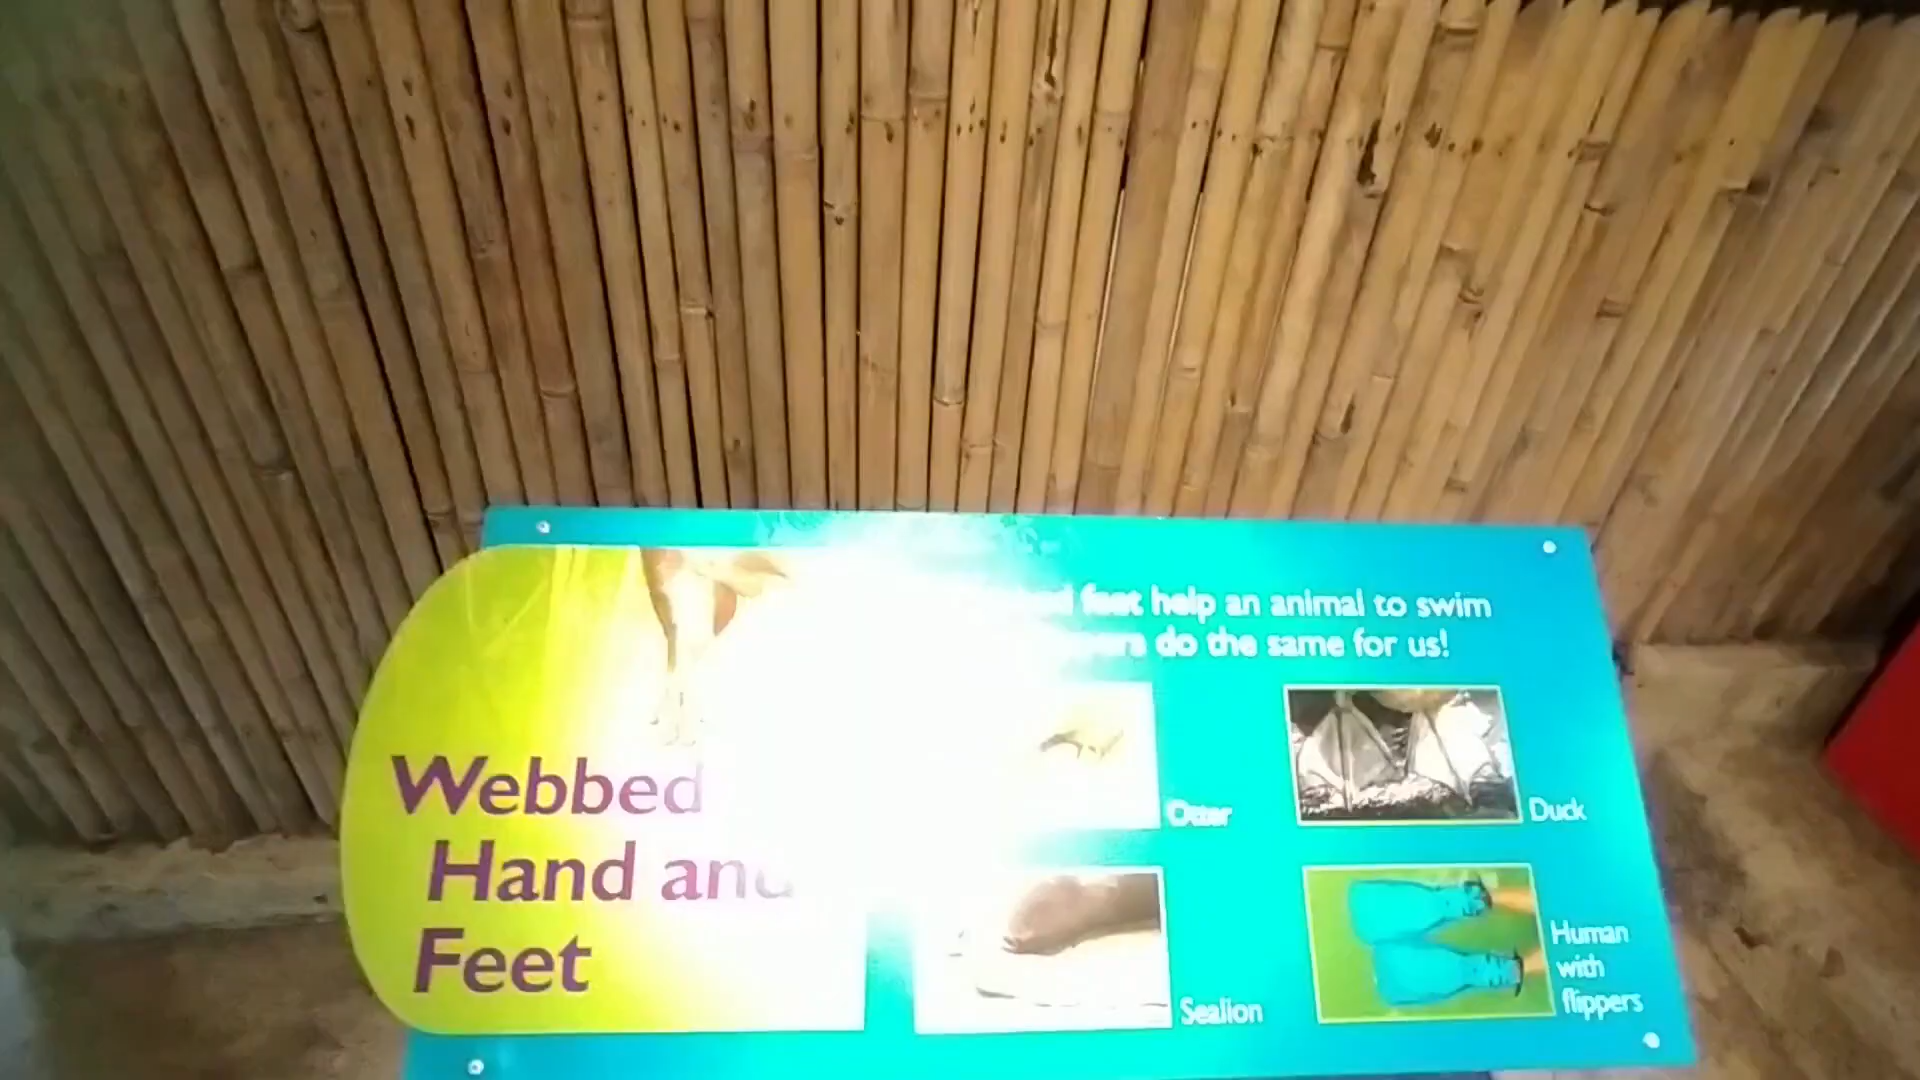 Webbed
Hand and
Feet
feet help an animal to swim
do the same for us!
Otter
Duck
Sealion
Human
with
flippers